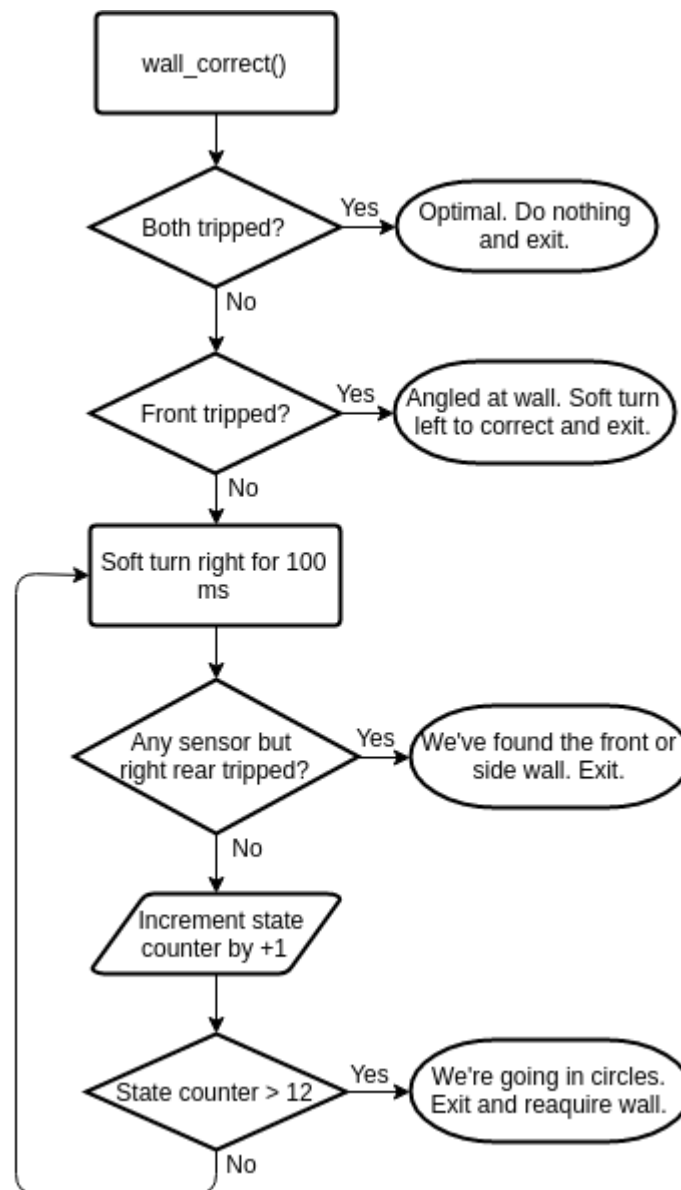 wall_correct()
Both tripped?
Yes
Optimal. Do nothing
and exit.
No
Front tripped?
Yes
Angled at wall. Soft turn
left to correct and exit.
No
Soft turn right for 100
ms
Any sensor but
right rear tripped?
Yes
We've found the front or
side wall. Exit.
No
Increment state
counter by +1
State counter > 12
Yes
We're going in circles.
Exit and reaquire wall.
No